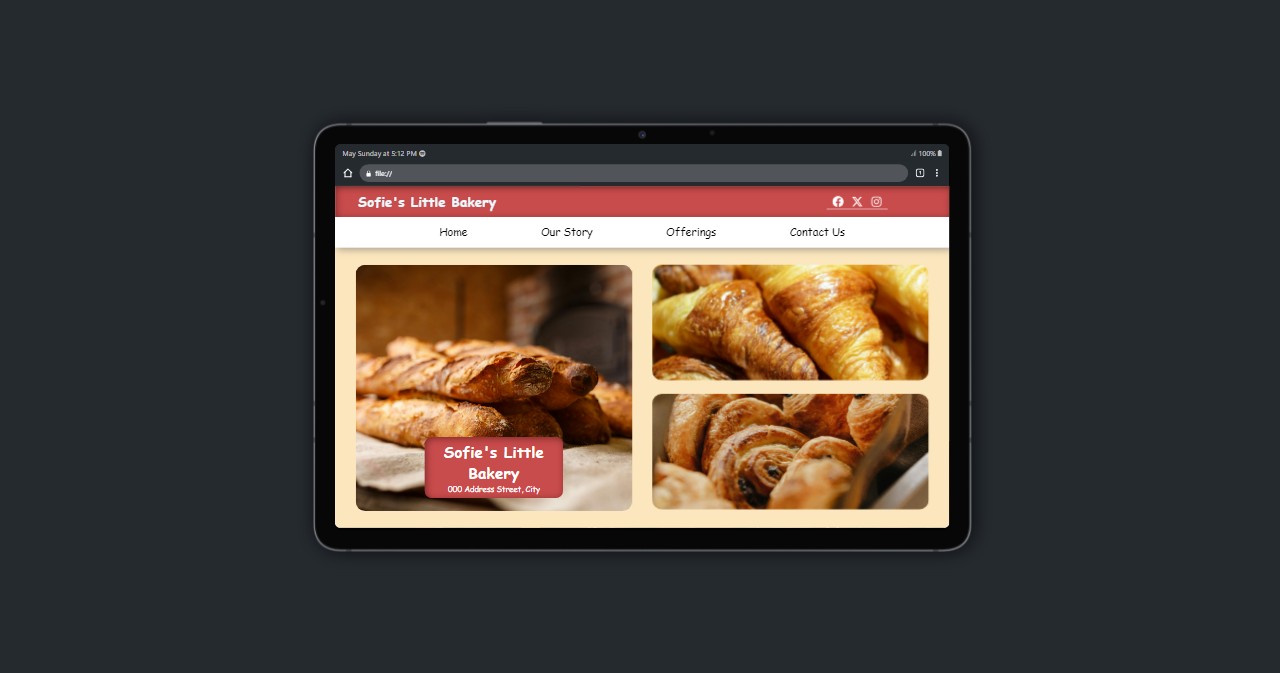 May Sunday at 5:12 PM
100%
file://
1
Sofie's Little Bakery
Home Our Story Offerings Contact Us
Sofie's Little
Bakery
000 Address Street, City